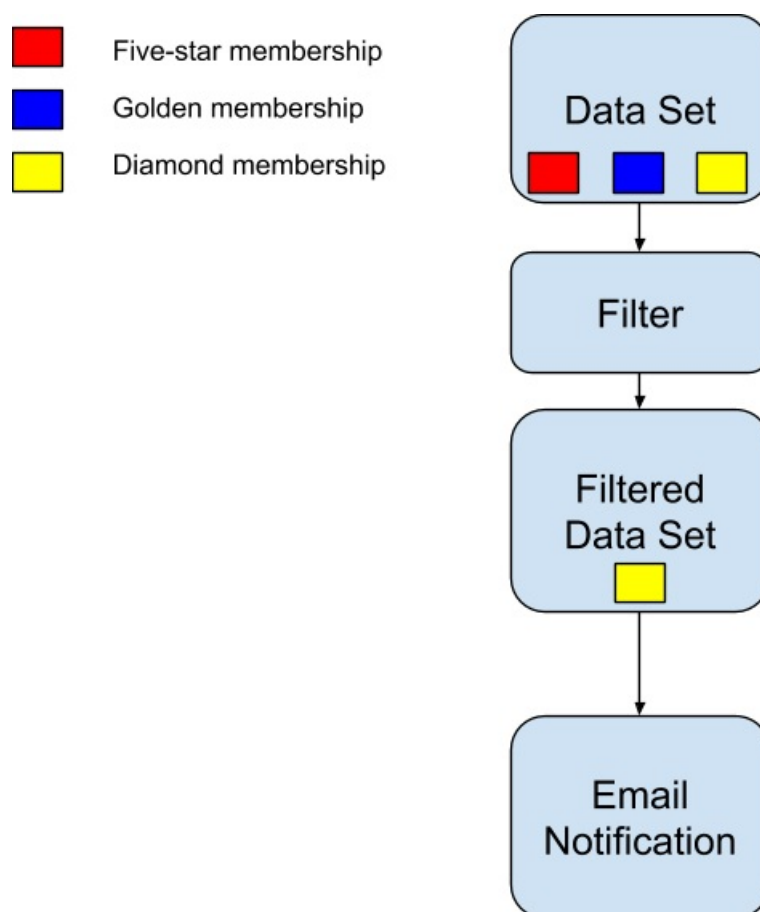 Five-star membership
Golden membership
Diamond membership
Data Set
Filter
Filtered
Data Set
Email
Notification